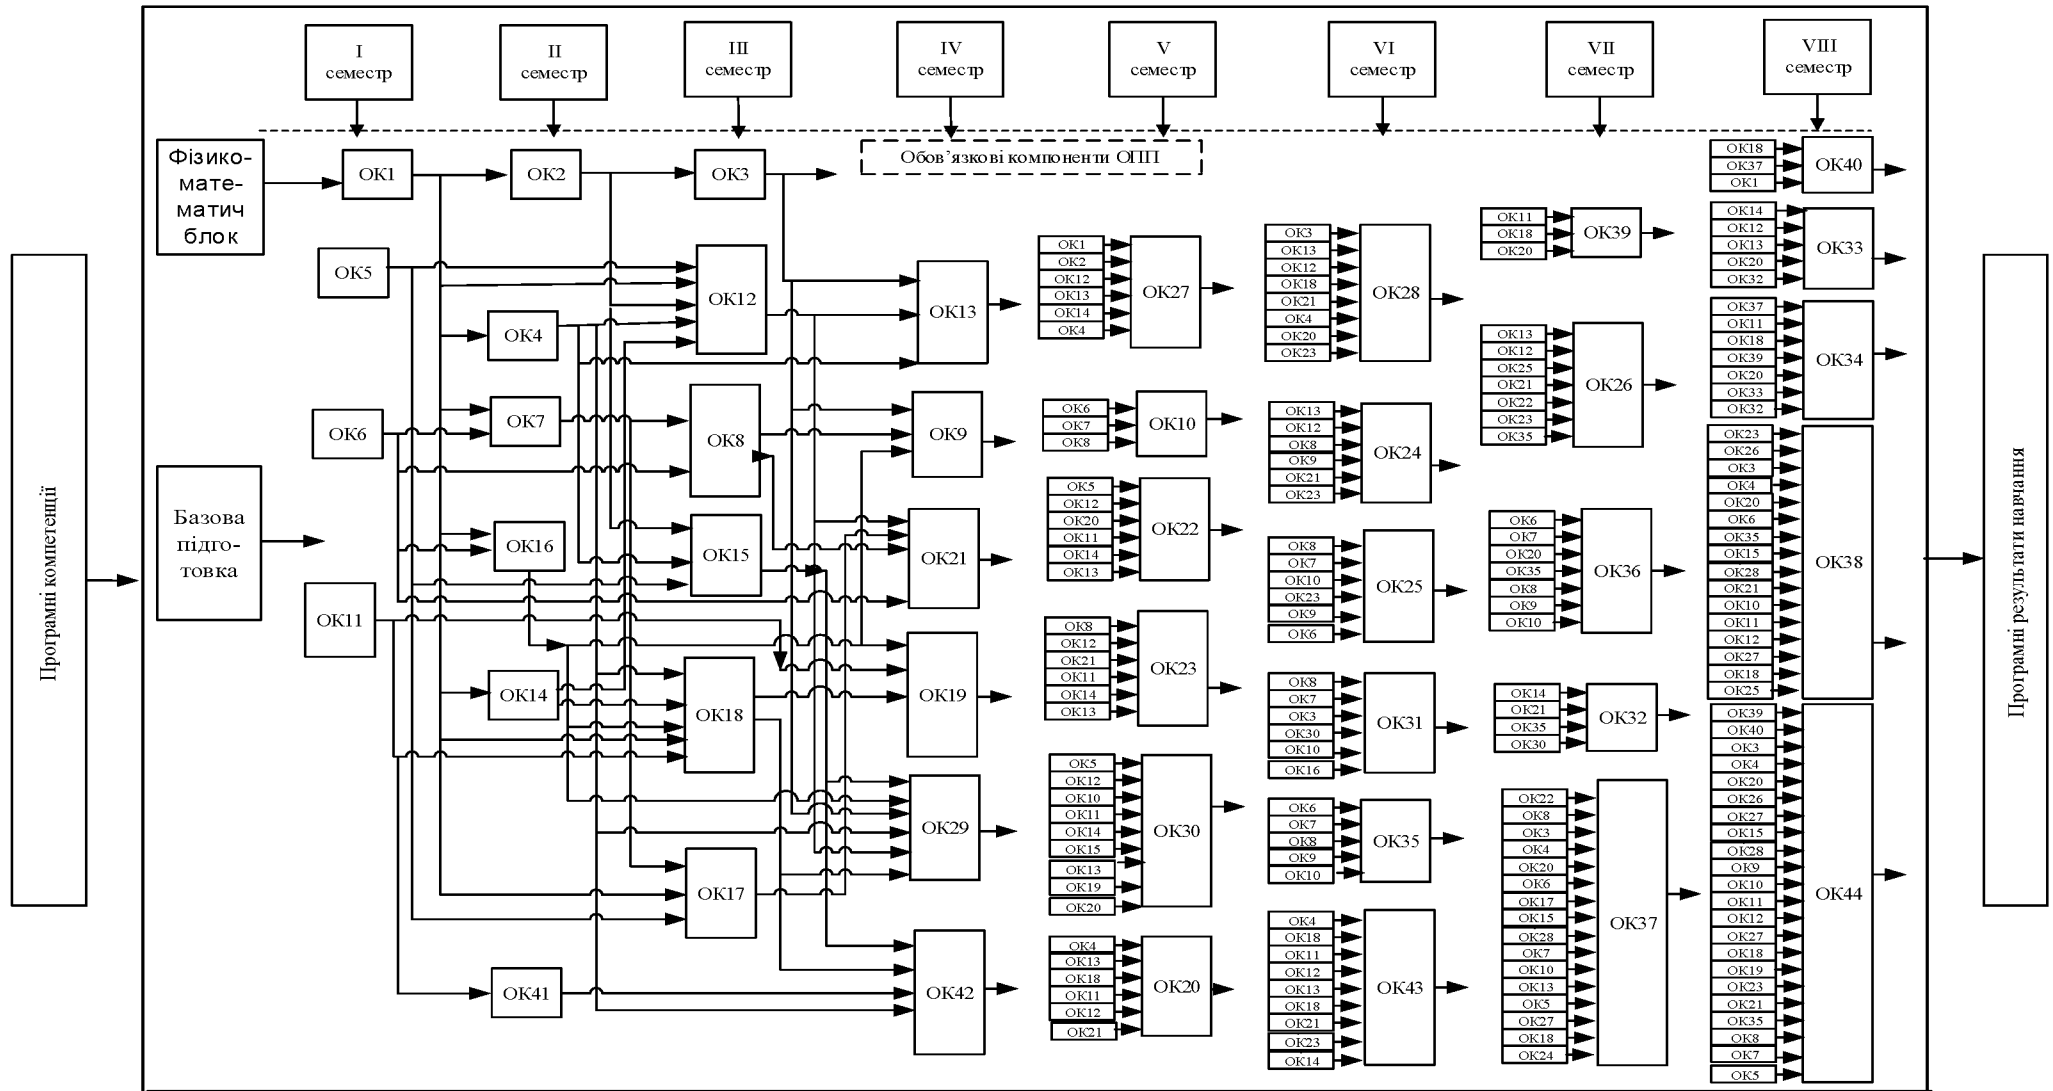 I
семестр
II
семестр
III
семестр
IV
семестр
V
семестр
VI
семестр
VII
семестр
VIII
семестр
Програмні компетенції
Фізико-
мате-
матич
блок
Базова
підго-
товка
Обов’язкові компоненти ОПП
ОК1
ОК5
ОК6
ОК11
ОК2
ОК4
ОК7
ОК16
ОК14
ОК41
ОК3
ОК12
ОК8
ОК15
ОК18
ОК17
ОК13
ОК9
ОК21
ОК19
ОК29
ОК42
ОК1
ОК2
ОК12
ОК13
ОК14
ОК4
ОК27
ОК6
ОК7
ОК8
ОК10
ОК5
ОК12
ОК20
ОК11
ОК14
ОК13
ОК22
ОК8
ОК12
ОК21
ОК11
ОК14
ОК13
ОК23
ОК5
ОК12
ОК10
ОК11
ОК14
ОК15
ОК13
ОК19
ОК20
ОК30
ОК4
ОК13
ОК18
ОК11
ОК12
ОК21
ОК20
ОК3
ОК13
ОК12
ОК18
ОК21
ОК4
ОК20
ОК23
ОК28
ОК13
ОК12
ОК8
ОК9
ОК21
ОК23
ОК24
ОК8
ОК7
ОК10
ОК23
ОК9
ОК6
ОК25
ОК8
ОК7
ОК3
ОК30
ОК10
ОК16
ОК31
ОК6
ОК7
ОК8
ОК9
ОК10
ОК35
ОК4
ОК18
ОК11
ОК12
ОК13
ОК18
ОК21
ОК23
ОК14
ОК43
ОК11
ОК18
ОК20
ОК39
ОК13
ОК12
ОК25
ОК21
ОК22
ОК23
ОК35
ОК26
ОК6
ОК7
ОК20
ОК35
ОК8
ОК9
ОК10
ОК36
ОК14
ОК21
ОК35
ОК30
ОК32
ОК22
ОК8
ОК3
ОК4
ОК20
ОК6
ОК17
ОК15
ОК28
ОК7
ОК10
ОК13
ОК5
ОК27
ОК18
ОК24
ОК37
ОК18
ОК37
ОК1
ОК40
ОК14
ОК12
ОК13
ОК20
ОК32
ОК33
ОК37
ОК11
ОК18
ОК39
ОК20
ОК33
ОК32
ОК34
ОК23
ОК26
ОК3
ОК4
ОК20
ОК6
ОК35
ОК15
ОК28
ОК21
ОК10
ОК11
ОК12
ОК27
ОК18
ОК25
ОК38
ОК39
ОК40
ОК3
ОК4
ОК20
ОК26
ОК27
ОК15
ОК28
ОК9
ОК10
ОК11
ОК12
ОК27
ОК18
ОК19
ОК23
ОК21
ОК35
ОК8
ОК7
ОК5
ОК44
Програмні результати навчання